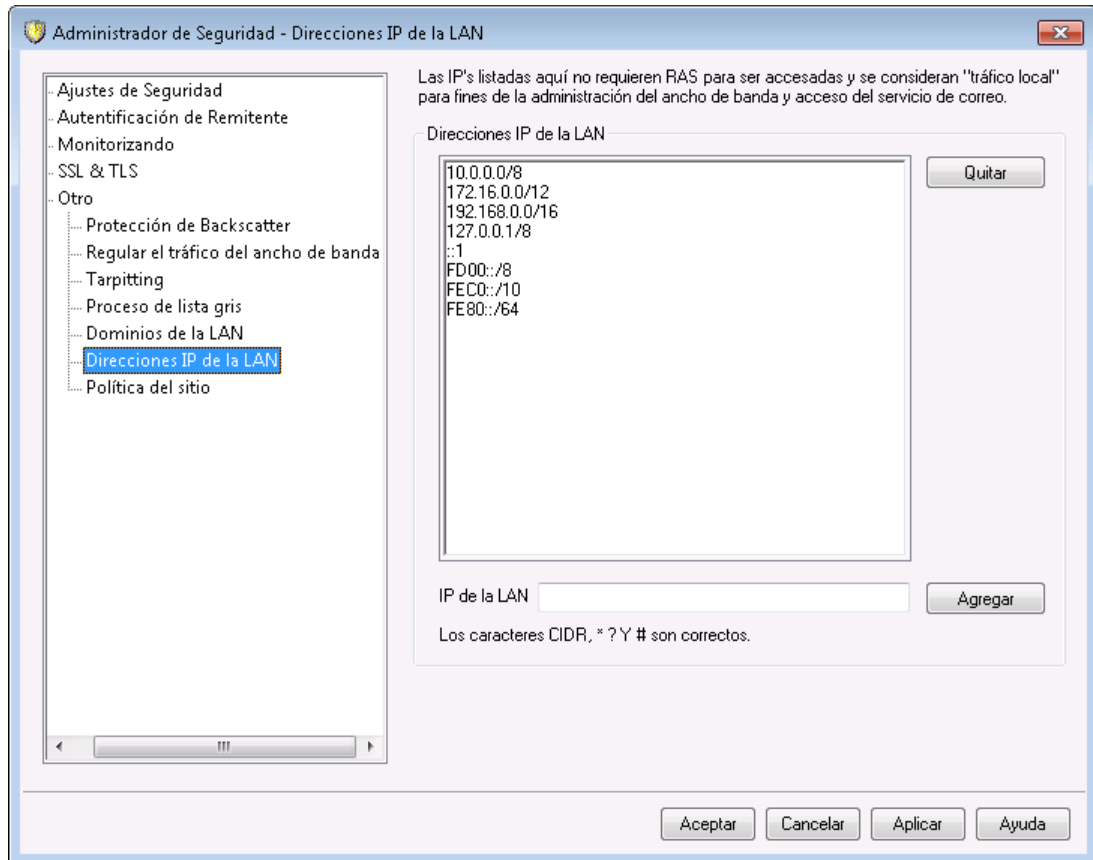 Administrador de Seguridad - Direcciones IP de la LAN
Ajustes de Seguridad
Autentificación de Remitente
Monitorizando
SSL & TLS
Otro
Protección de Backscatter
Regular el tráfico del ancho de banda
Tarpitting
Proceso de lista gris
Dominios de la LAN
Direcciones IP de la LAN
Política del sitio
Las IP's listadas aquí no requieren RAS para ser accesadas y se consideran "tráfico local"
para fines de la administración del ancho de banda y acceso del servicio de correo.
Direcciones IP de la LAN
10.0.0.0/8
172.16.0.0/12
192.168.0.0/16
127.0.0.1/8
::1
FD00::/8
FEC0::/10
FE80::/64
Quitar
IP de la LAN
Agregar
Los caracteres CIDR, * ? Y # son correctos.
Aceptar
Cancelar
Aplicar
Ayuda